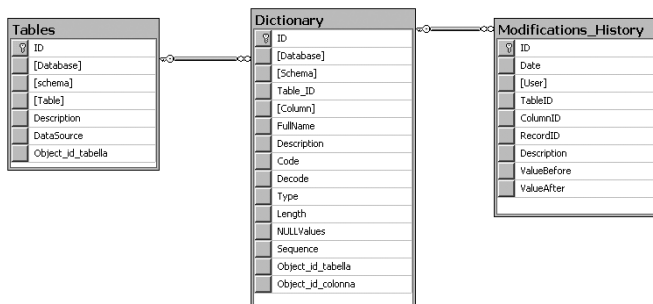 Tables
ID
[Database]
[schema]
[Table]
Description
DataSource
Object_id_tabella
Dictionary
ID
[Database]
[Schema]
Table_ID
[Column]
FullName
Description
Code
Decode
Type
Length
NULLValues
Sequence
Object_id_tabella
Object_id_colonna
Modifications_History
ID
Date
[User]
TableID
ColumnID
RecordID
Description
ValueBefore
ValueAfter